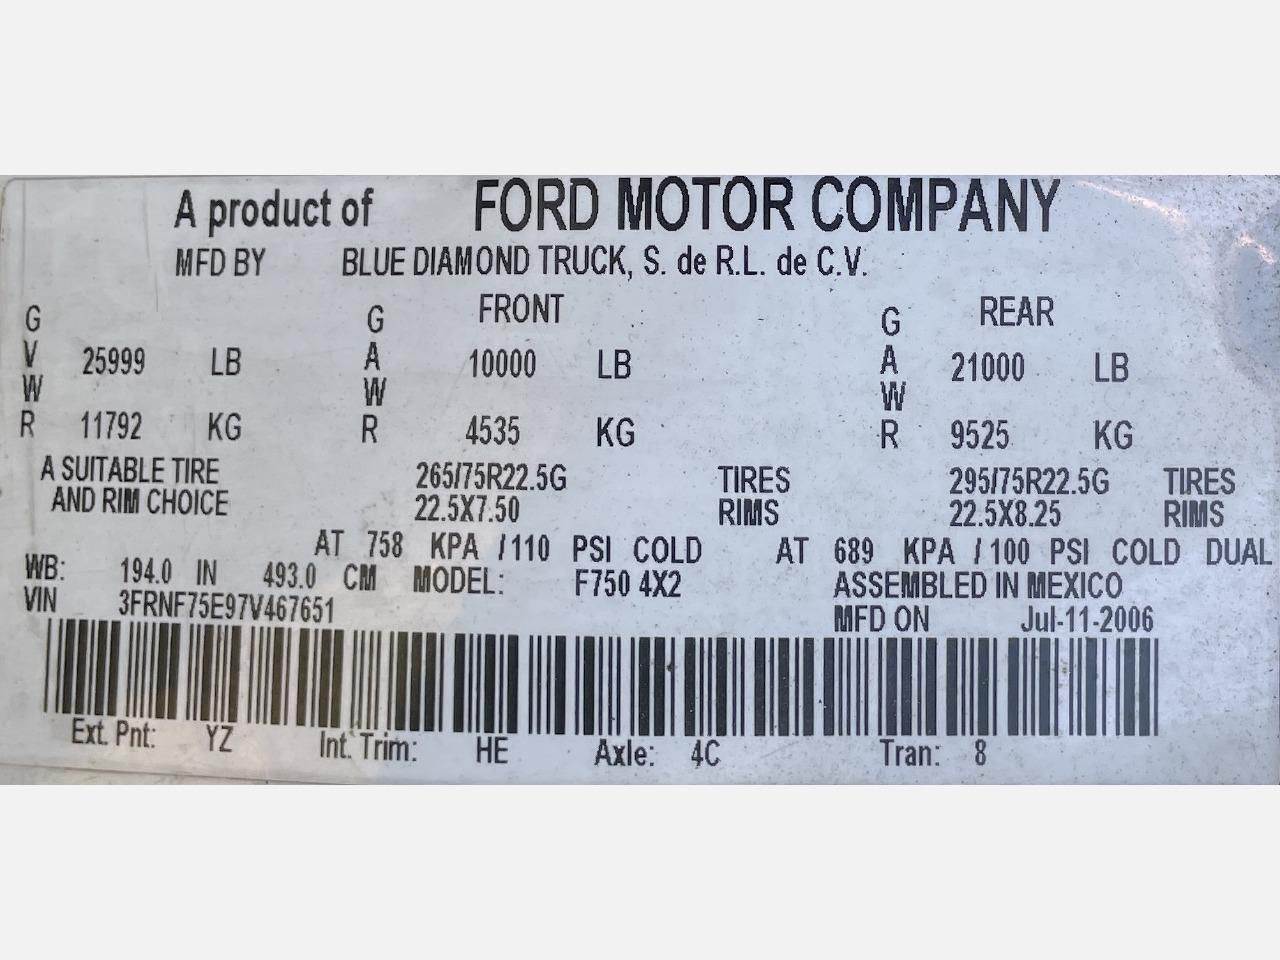 A product of FORD MOTOR COMPANY
MFD BY BLUE DIAMOND TRUCK, S. de R.L. de C.V.
GVWR 25999 LB 11792 KG
GAWR FRONT 10000 LB 4535 KG
GAWR REAR 21000 LB 9525 KG
A SUITABLE TIRE 265/75R22.5G TIRES 295/75R22.5G TIRES
AND RIM CHOICE 22.5X7.50 RIMS 22.5X8.25 RIMS
AT 758 KPA / 110 PSI COLD AT 689 KPA / 100 PSI COLD DUAL
WB: 194.0 IN 493.0 CM MODEL: F750 4X2 ASSEMBLED IN MEXICO
VIN 3FRNF75E97V467651 MFD ON Jul-11-2006
Ext. Pnt: YZ Int. Trim: HE Axle: 4C Tran: 8